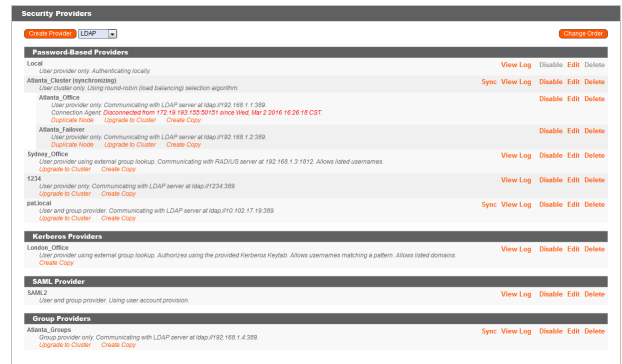 Security Providers
Create Provider LDAP Change Order
Password-Based Providers
Local View Log Disable Edit Delete
User provider only. Authenticating locally.
Atlanta_Cluster (synchronizing) Sync View Log Disable Edit Delete
User cluster only. Using round-robin (load balancing) selection algorithm.
Atlanta_Office Disable Edit Delete
User provider only. Communicating with LDAP server at ldap://192.168.1.1:389.
Connection Agent: Disconnected from 172.19.193.155:50151 since Wed, Mar 2 2016 16:26:18 CST.
Duplicate Node Upgrade to Cluster Create Copy
Atlanta_Failover Disable Edit Delete
User provider only. Communicating with LDAP server at ldap://192.168.1.2:389.
Duplicate Node Upgrade to Cluster Create Copy
Sydney_Office View Log Disable Edit Delete
User provider using external group lookup. Communicating with RADIUS server at 192.168.1.3:1812. Allows listed usernames.
Upgrade to Cluster Create Copy
1234 View Log Disable Edit Delete
User provider only. Communicating with LDAP server at ldap://1234:389.
Upgrade to Cluster Create Copy
pat.local Sync View Log Disable Edit Delete
User and group provider. Communicating with LDAP server at ldap://10.102.17.19:389.
Upgrade to Cluster Create Copy
Kerberos Providers
London_Office View Log Disable Edit Delete
User provider using external group lookup. Authorizes using the provided Kerberos Keytab. Allows usernames matching a pattern. Allows listed domains.
Create Copy
SAML Provider
SAML2 View Log Disable Edit Delete
User and group provider. Using user account provision.
Group Providers
Atlanta_Groups Sync View Log Disable Edit Delete
Group provider only. Communicating with LDAP server at ldap://192.168.1.4:389.
Upgrade to Cluster Create Copy